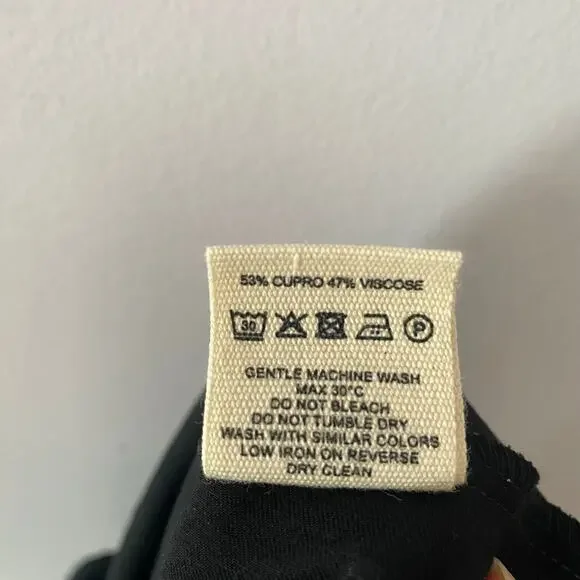 53% CUPRO 47% VISCOSE
30 P
GENTLE MACHINE WASH
MAX 30°C
DO NOT BLEACH
DO NOT TUMBLE DRY
WASH WITH SIMILAR COLORS
LOW IRON ON REVERSE
DRY CLEAN